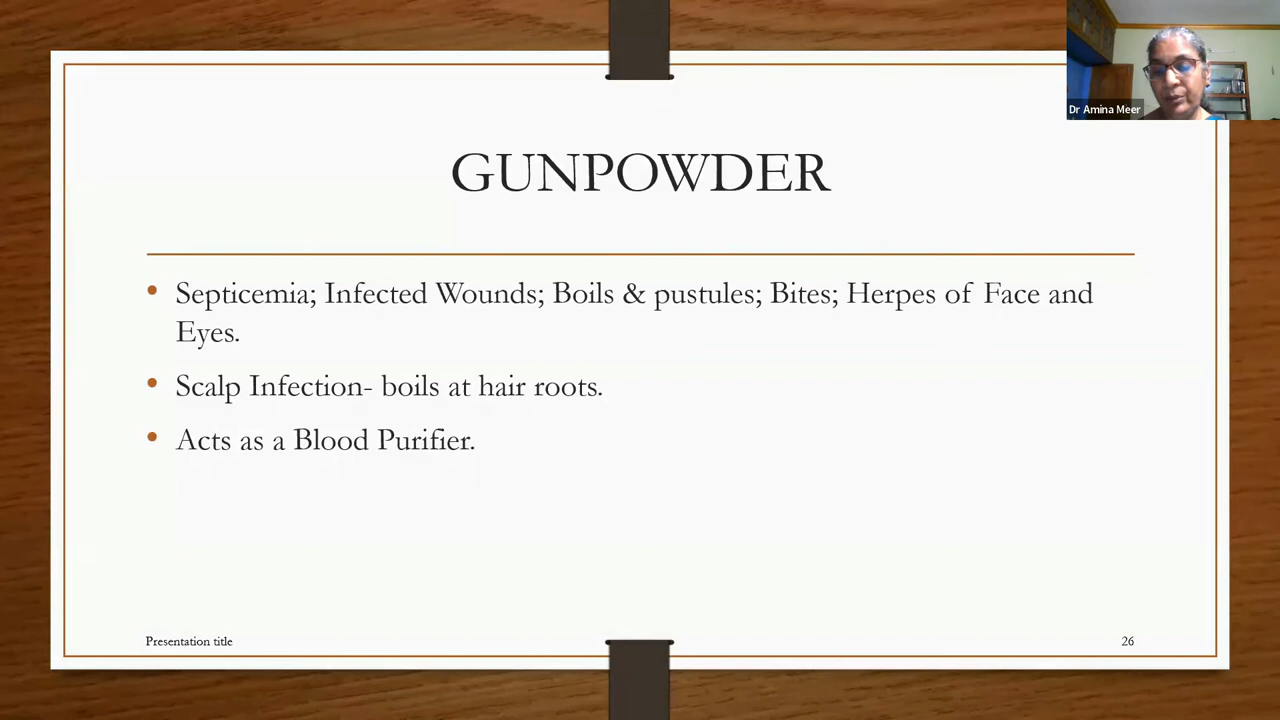 Dr Amina Meer
GUNPOWDER
• Septicemia; Infected Wounds; Boils & pustules; Bites; Herpes of Face and
Eyes.
• Scalp Infection- boils at hair roots.
• Acts as a Blood Purifier.
Presentation title
26